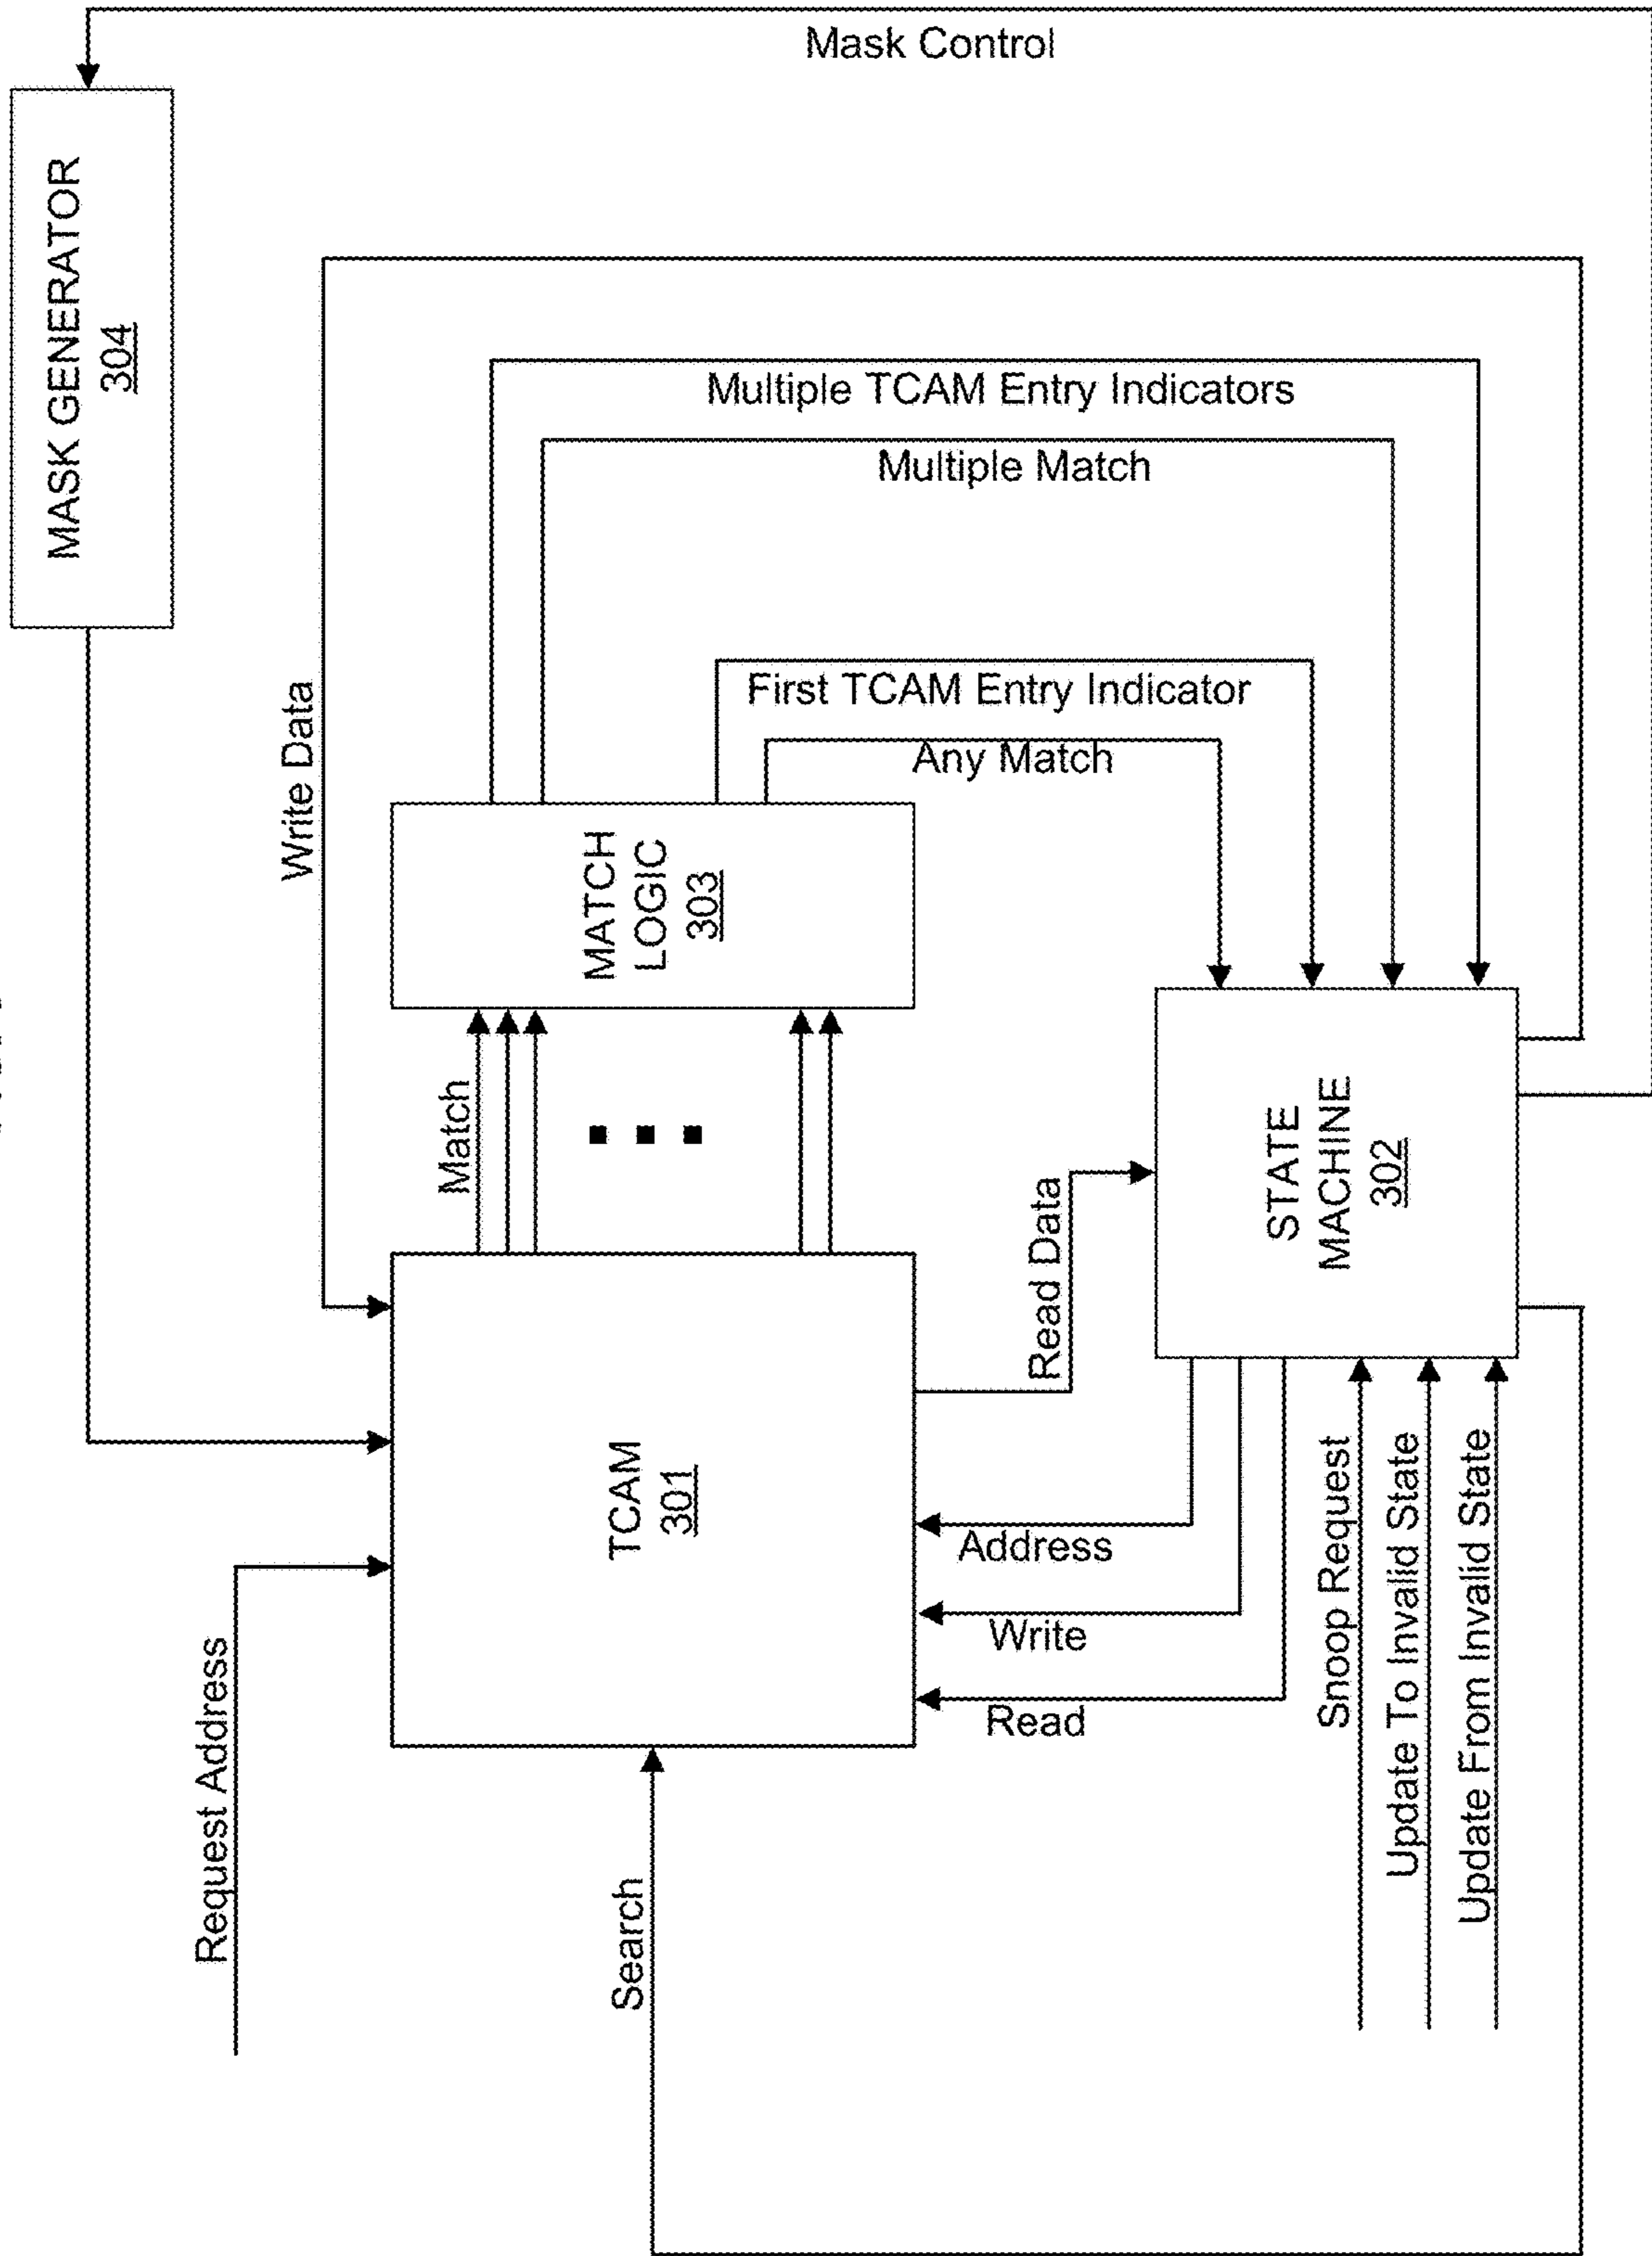 Mask Control
MASK GENERATOR
304
Write Data
Multiple TCAM Entry Indicators
Multiple Match
First TCAM Entry Indicator
Any Match
MATCH
LOGIC
303
Match
TCAM
301
Read Data
STATE
MACHINE
302
Address
Write
Read
Request Address
Search
Snoop Request
Update To Invalid State
Update From Invalid State